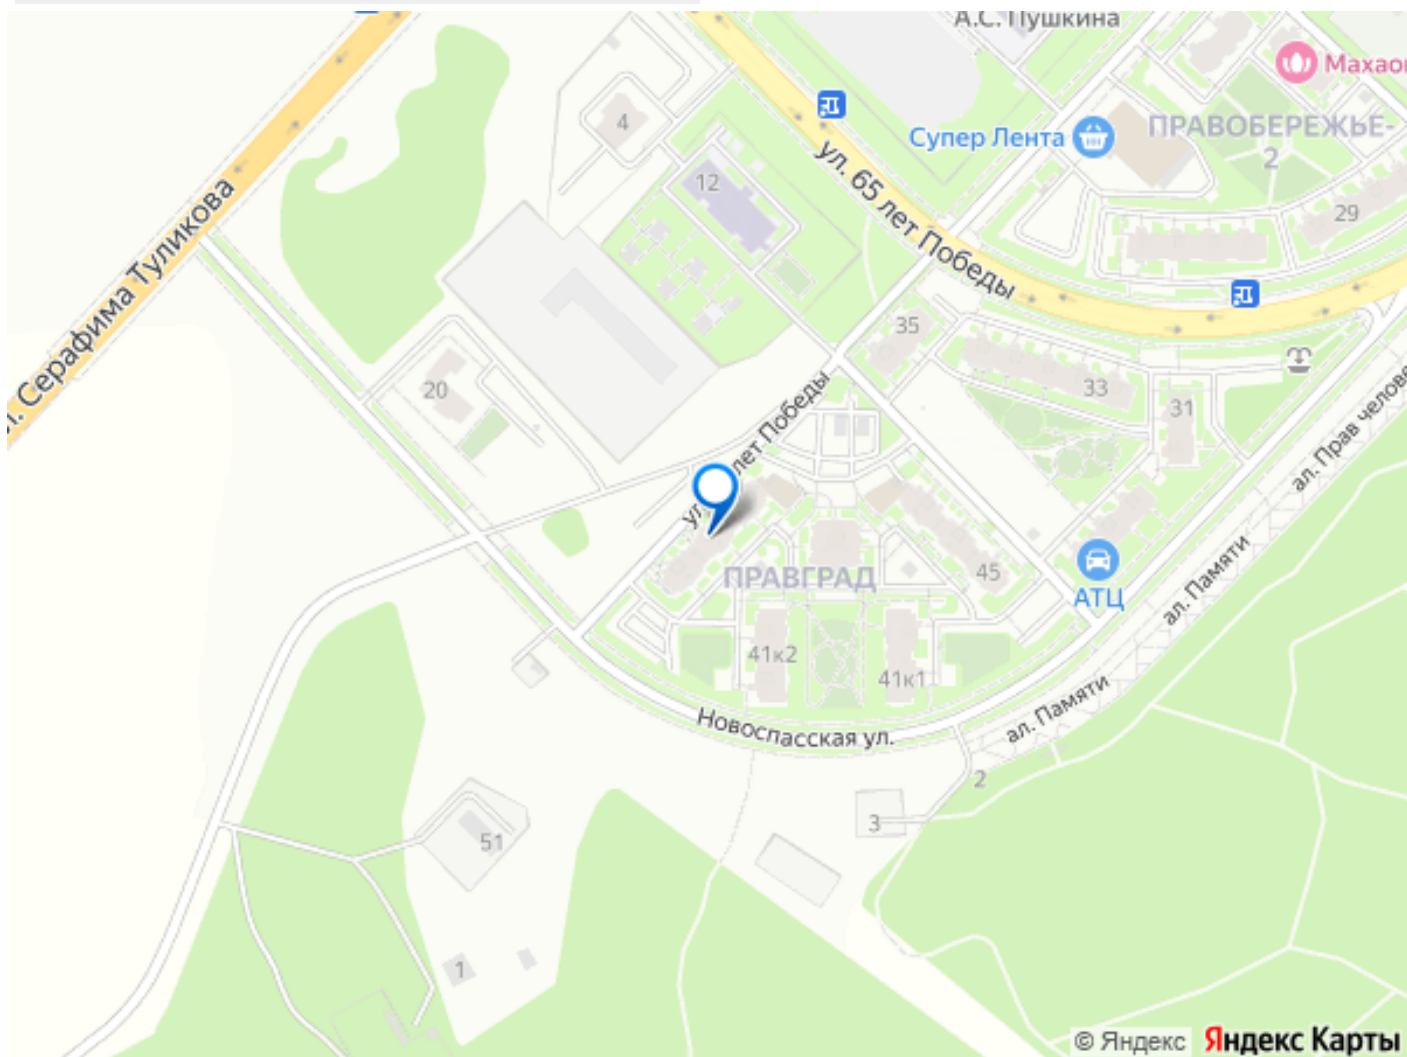 А.С. Пушкина
Махаон
4
Супер Лента
ПРАВОБЕРЕЖЬЕ-
2
ул. 65 лет Победы
12
29
ул. Серафима Туликова
35
20
33
31
ал. Прав челове
ул. лет Победы
45
ПРАВГРАД
АТЦ
ал. Памяти
41к2
41к1
ал. Памяти
Новоспасская ул.
2
3
51
1
© Яндекс Яндекс Карты